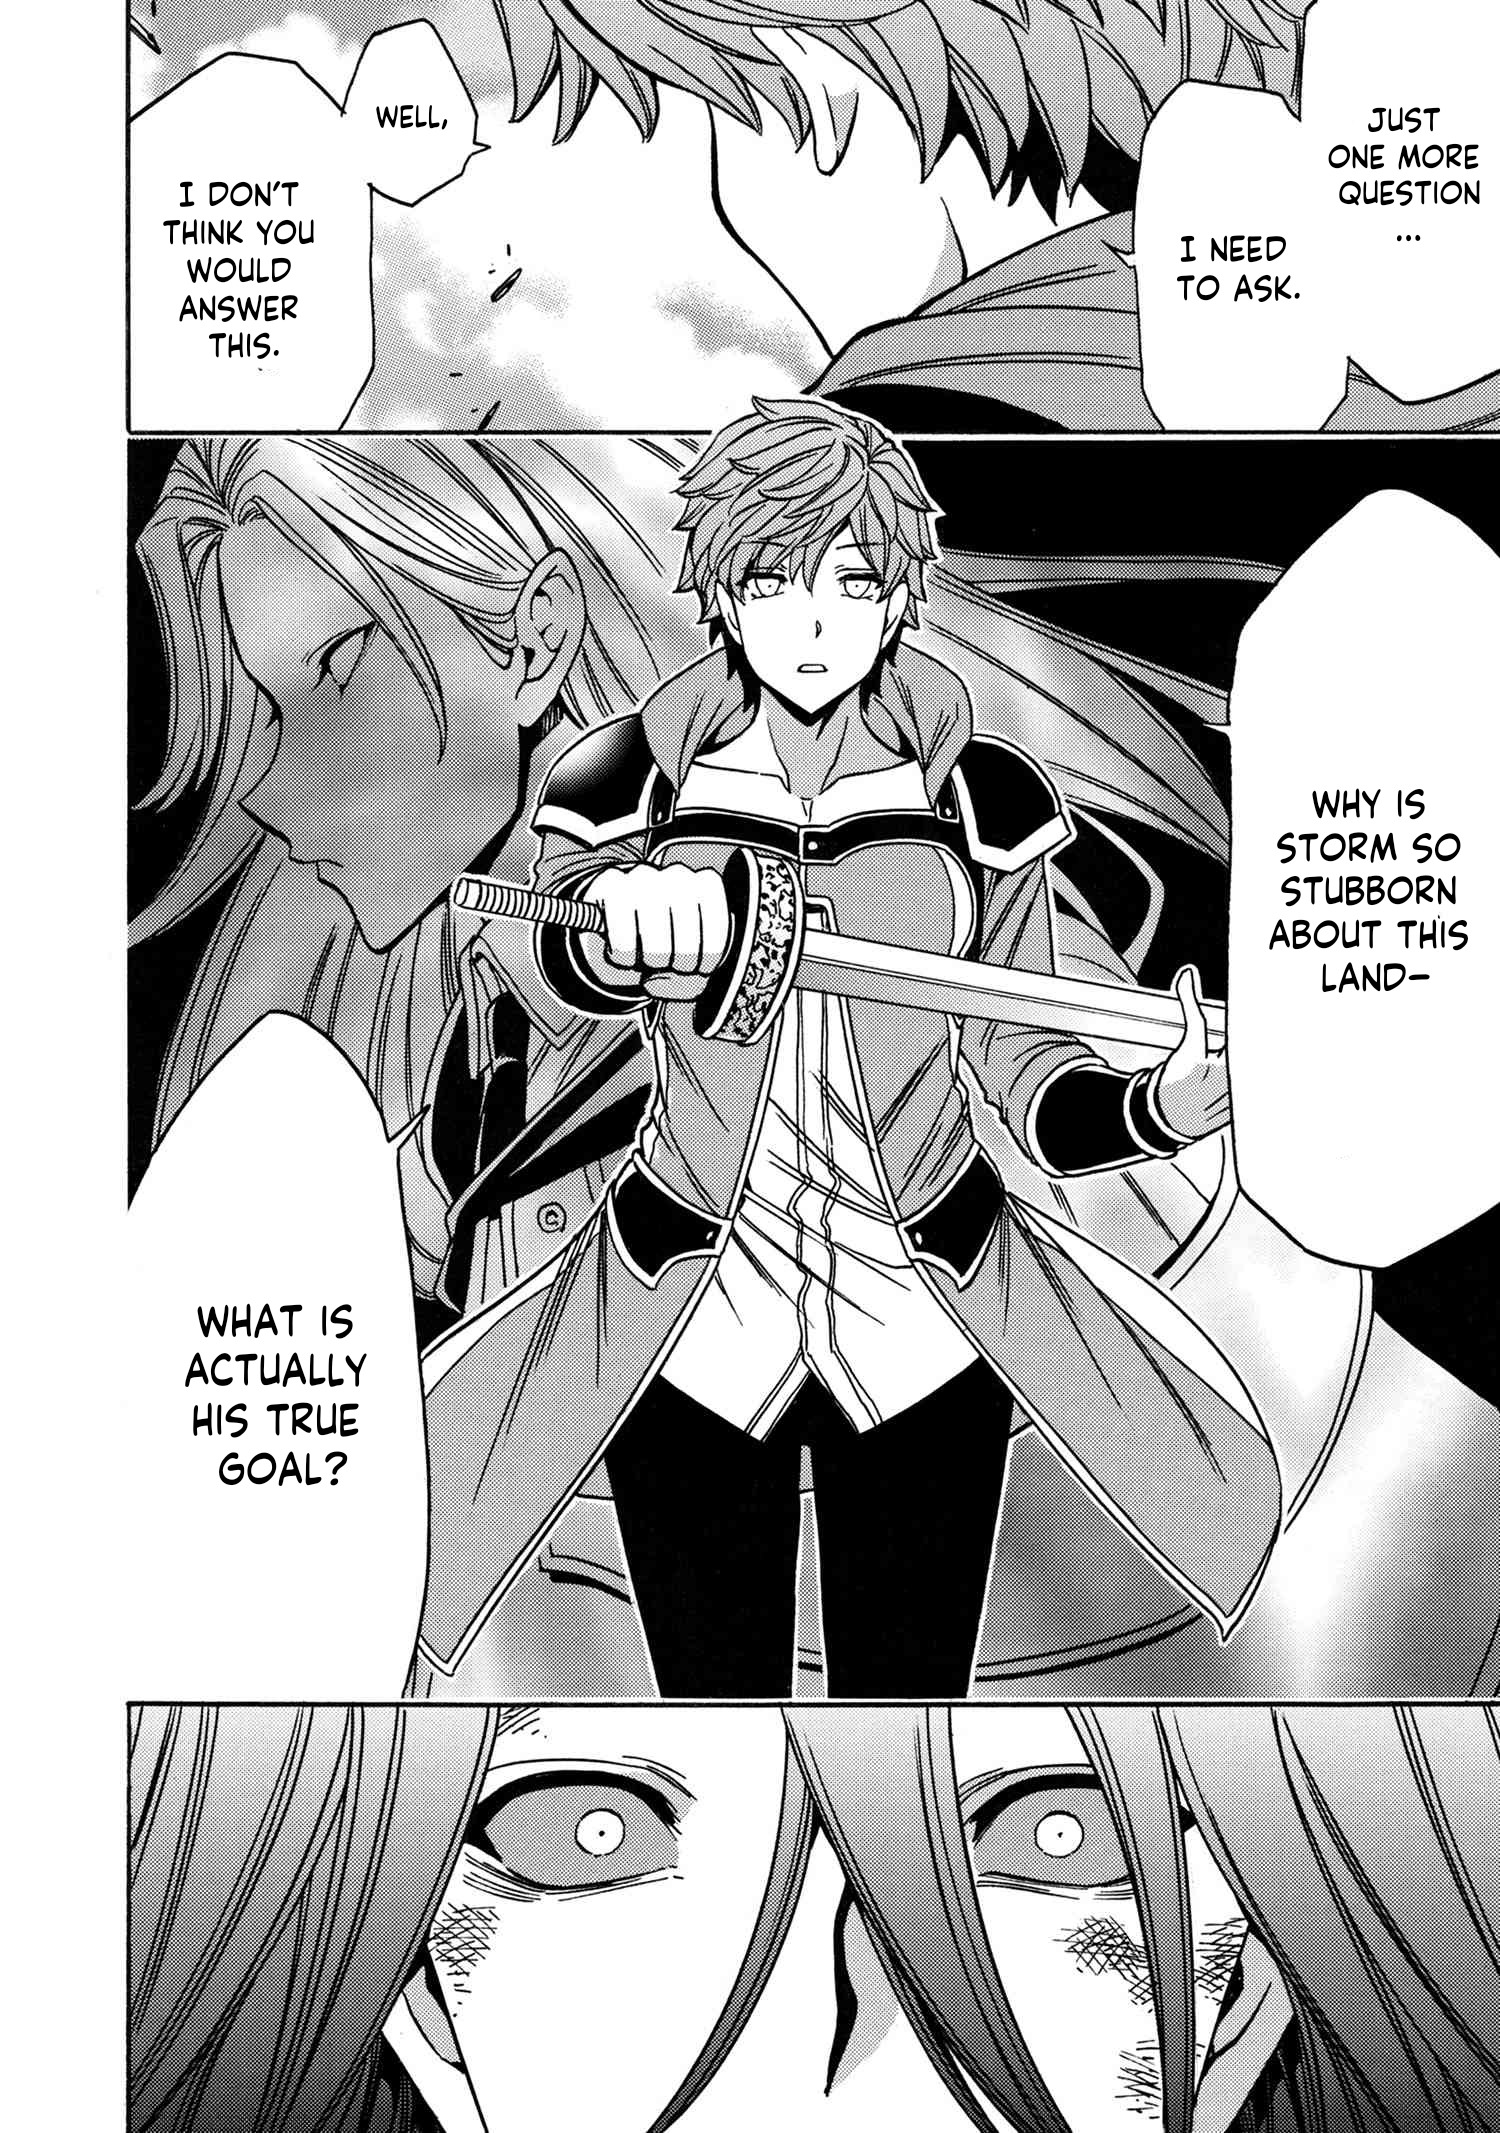 JUST
ONE MORE
QUESTION
...
I NEED
TO ASK.
WELL,
I DON'T
THINK YOU
WOULD
ANSWER
THIS.
WHY IS
STORM SO
STUBBORN
ABOUT THIS
LAND-
WHAT IS
ACTUALLY
HIS TRUE
GOAL?
©